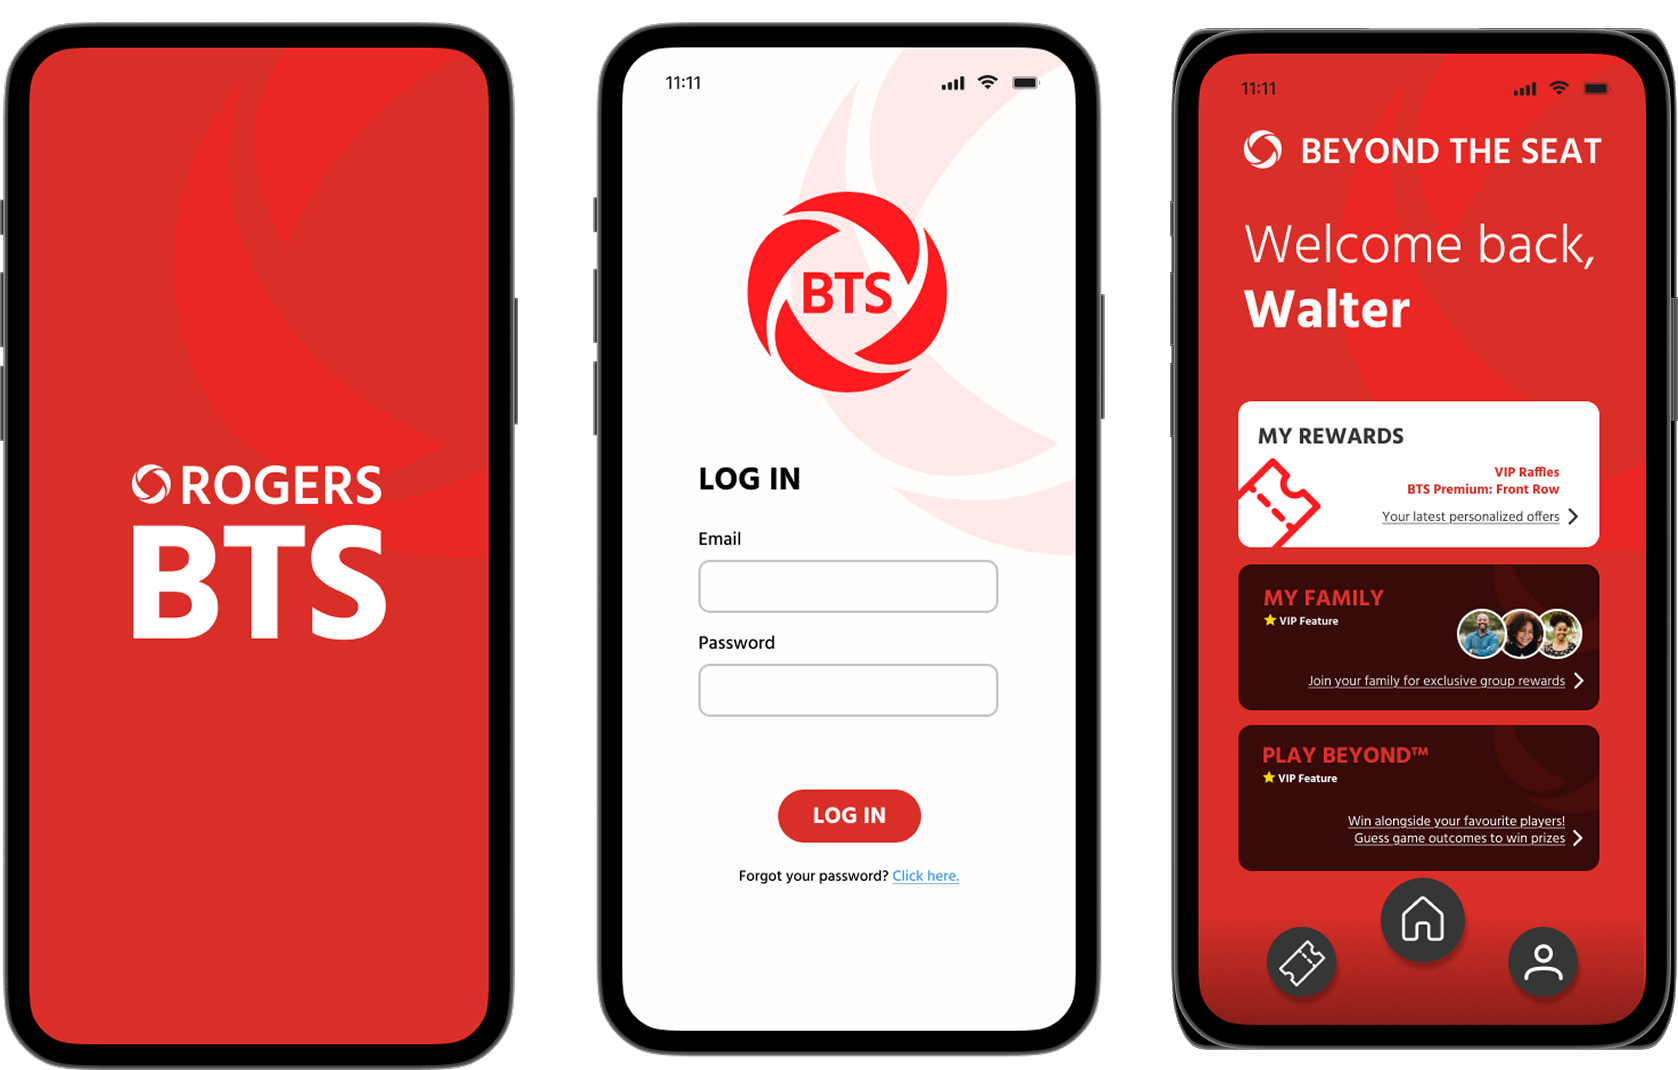 ROGERS
BTS
11:11
BTS
LOG IN
Email
Password
LOG IN
Forgot your password? Click here.
11:11
BEYOND THE SEAT
Welcome back,
Walter
MY REWARDS
VIP Raffles
BTS Premium: Front Row
Your latest personalized offers
MY FAMILY
VIP Feature
Join your family for exclusive group rewards
PLAY BEYOND™
VIP Feature
Win alongside your favourite players!
Guess game outcomes to win prizes